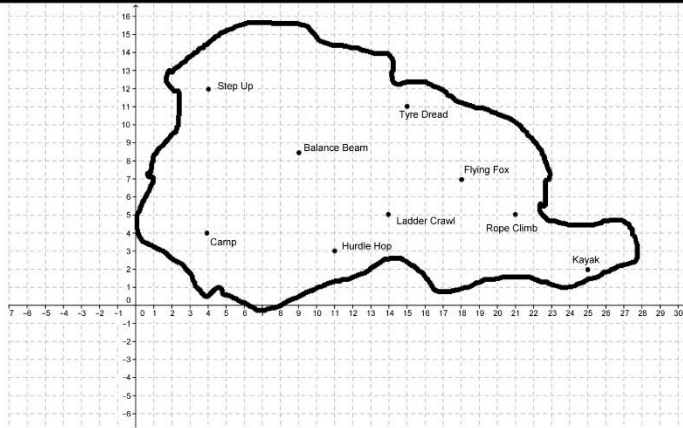 16
15
14
13
12
Step Up
11
Tyre Dread
10
9
Balance Beam
8
Flying Fox
7
6
5
Ladder Crawl
Rope Climb
4
Camp
Hurdle Hop
3
Kayak
2
1
0
7 -6 -5 -4 -3 -2 -1 0 1 2 3 4 5 6 7 8 9 10 11 12 13 14 15 16 17 18 19 20 21 22 23 24 25 26 27 28 29 30
-1
-2
-3
-4
-5
-6